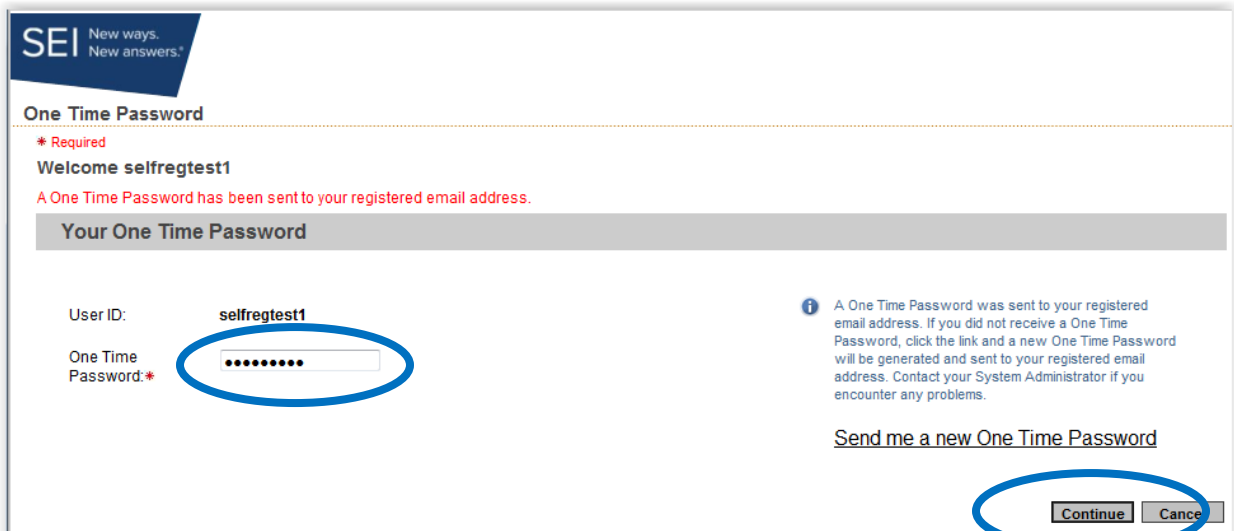 SEI New ways.
New answers.®
One Time Password
* Required
Welcome selfregtest1
A One Time Password has been sent to your registered email address.
Your One Time Password
User ID: selfregtest1
One Time
Password:* •••••••••
A One Time Password was sent to your registered
email address. If you did not receive a One Time
Password, click the link and a new One Time Password
will be generated and sent to your registered email
address. Contact your System Administrator if you
encounter any problems.
Send me a new One Time Password
Continue Cancel